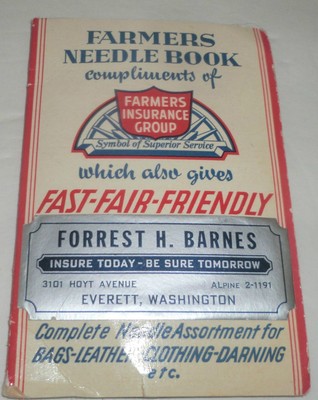 FARMERS
NEEDLE BOOK
compliments of
FARMERS
INSURANCE
GROUP
Symbol of Superior Service
which also gives
FAST-FAIR-FRIENDLY
FORREST H. BARNES
INSURE TODAY - BE SURE TOMORROW
3101 HOYT AVENUE ALPINE 2-1191
EVERETT, WASHINGTON
Complete Needle Assortment for
BAGS-LEATHER-CLOTHING-DARNING
etc.